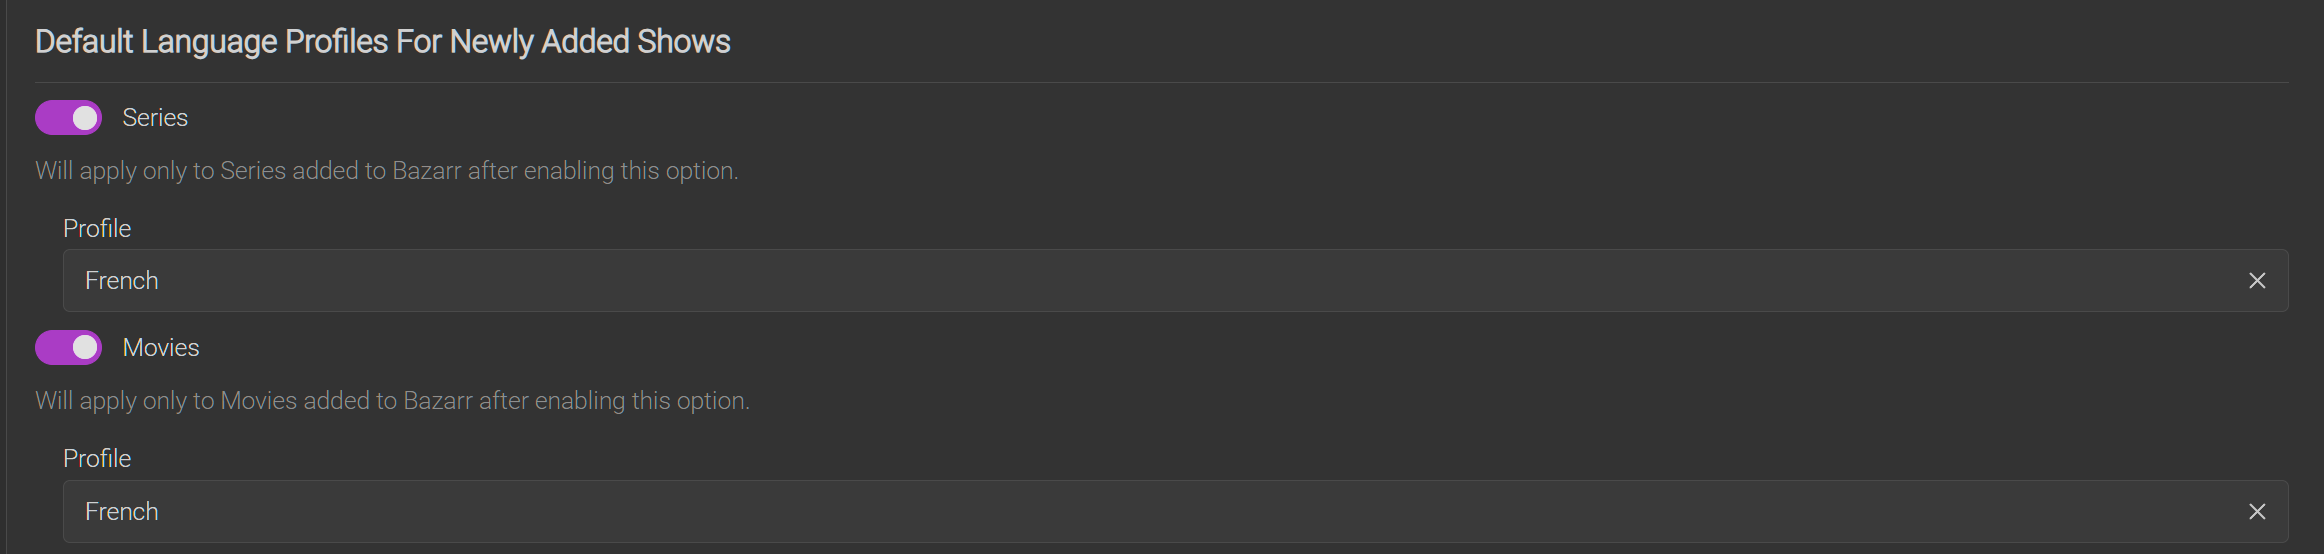 Default Language Profiles For Newly Added Shows
Series
Will apply only to Series added to Bazarr after enabling this option.
Profile
French
Movies
Will apply only to Movies added to Bazarr after enabling this option.
Profile
French